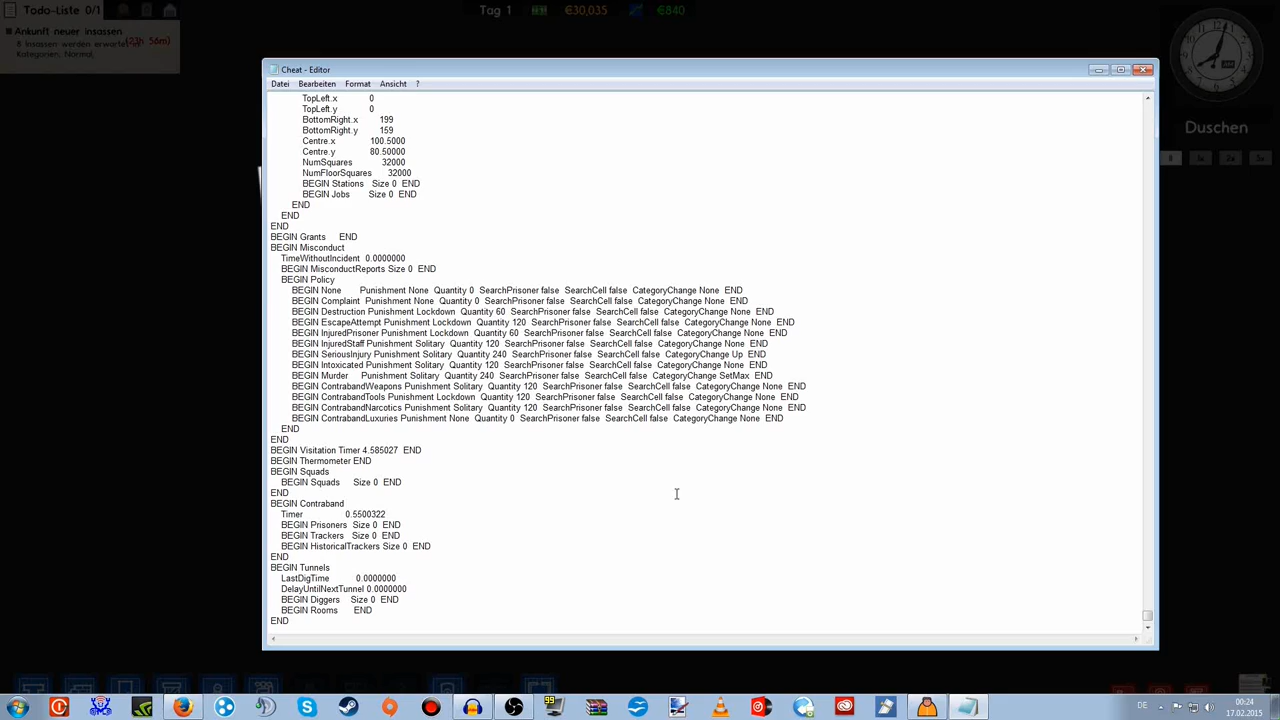 Todo-Liste 0/1
Tag 1
€30,035
€840
Ankunft neuer Insassen
8 Insassen werden erwartet in
(23h 56m)
Kategorien: Normal,
Duschen
Cheat - Editor
Datei Bearbeiten Format Ansicht ?
TopLeft.x 0
TopLeft.y 0
BottomRight.x 199
BottomRight.y 159
Centre.x 100.5000
Centre.y 80.50000
NumSquares 32000
NumFloorSquares 32000
BEGIN Stations Size 0 END
BEGIN Jobs Size 0 END
END
END
END
BEGIN Grants END
BEGIN Misconduct
TimeWithoutIncident 0.0000000
BEGIN MisconductReports Size 0 END
BEGIN Policy
BEGIN None Punishment None Quantity 0 SearchPrisoner false SearchCell false CategoryChange None END
BEGIN Complaint Punishment None Quantity 0 SearchPrisoner false SearchCell false CategoryChange None END
BEGIN Destruction Punishment Lockdown Quantity 60 SearchPrisoner false SearchCell false CategoryChange None END
BEGIN EscapeAttempt Punishment Lockdown Quantity 120 SearchPrisoner false SearchCell false CategoryChange None END
BEGIN InjuredPrisoner Punishment Lockdown Quantity 60 SearchPrisoner false SearchCell false CategoryChange None END
BEGIN InjuredStaff Punishment Solitary Quantity 120 SearchPrisoner false SearchCell false CategoryChange None END
BEGIN SeriousInjury Punishment Solitary Quantity 240 SearchPrisoner false SearchCell false CategoryChange Up END
BEGIN Intoxicated Punishment Solitary Quantity 120 SearchPrisoner false SearchCell false CategoryChange None END
BEGIN Murder Punishment Solitary Quantity 240 SearchPrisoner false SearchCell false CategoryChange SetMax END
BEGIN ContrabandWeapons Punishment Solitary Quantity 120 SearchPrisoner false SearchCell false CategoryChange None END
BEGIN ContrabandTools Punishment Lockdown Quantity 120 SearchPrisoner false SearchCell false CategoryChange None END
BEGIN ContrabandNarcotics Punishment Solitary Quantity 120 SearchPrisoner false SearchCell false CategoryChange None END
BEGIN ContrabandLuxuries Punishment None Quantity 0 SearchPrisoner false SearchCell false CategoryChange None END
END
END
BEGIN Visitation Timer 4.585027 END
BEGIN Thermometer END
BEGIN Squads
BEGIN Squads Size 0 END
END
BEGIN Contraband
Timer 0.5500322
BEGIN Prisoners Size 0 END
BEGIN Trackers Size 0 END
BEGIN HistoricalTrackers Size 0 END
END
BEGIN Tunnels
LastDigTime 0.0000000
DelayUntilNextTunnel 0.0000000
BEGIN Diggers Size 0 END
BEGIN Rooms END
END
99
DE
00:24
17.02.2015